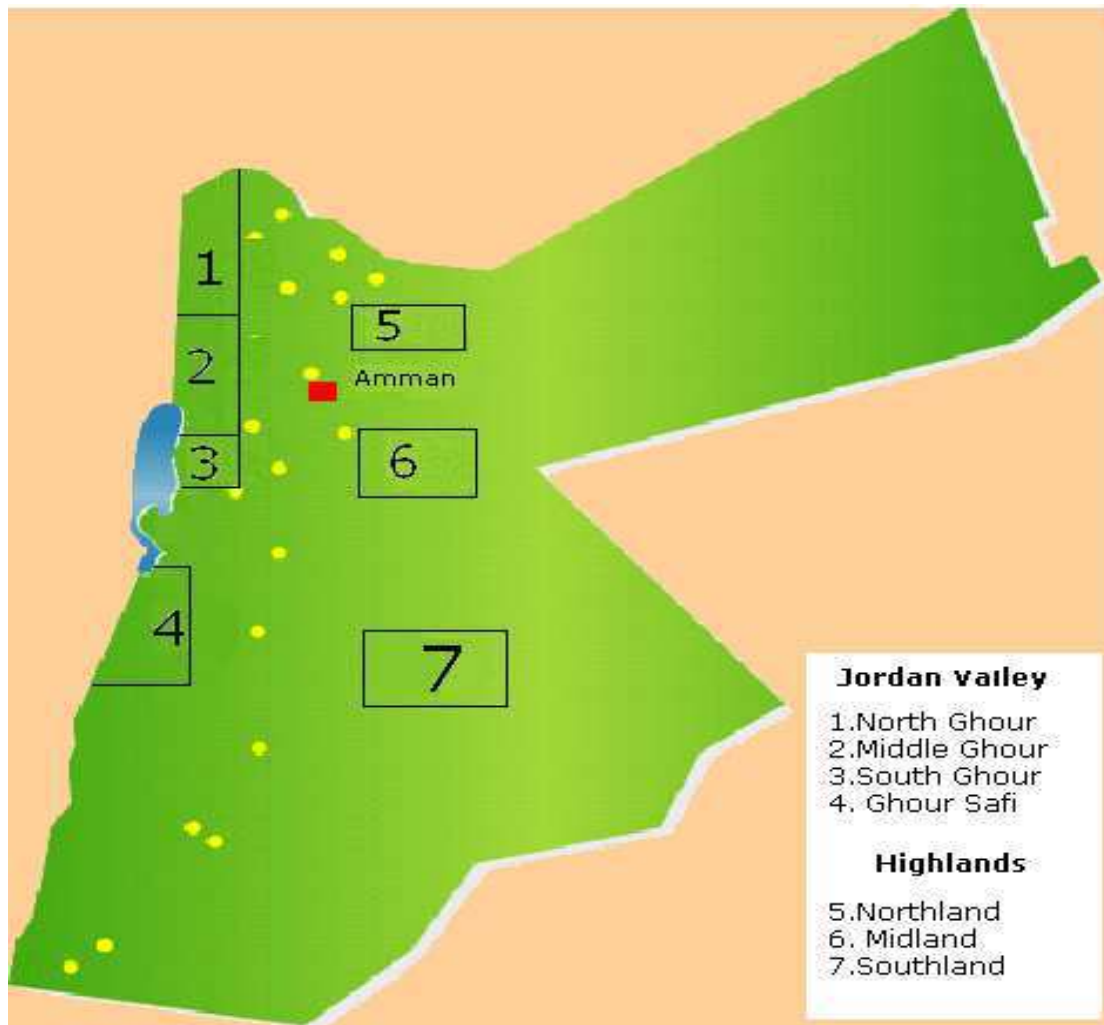 1
5
2
Amman
3
6
4
7
Jordan Valley
1.North Ghour
2.Middle Ghour
3.South Ghour
4. Ghour Safi
Highlands
5.Northland
6. Midland
7.Southland